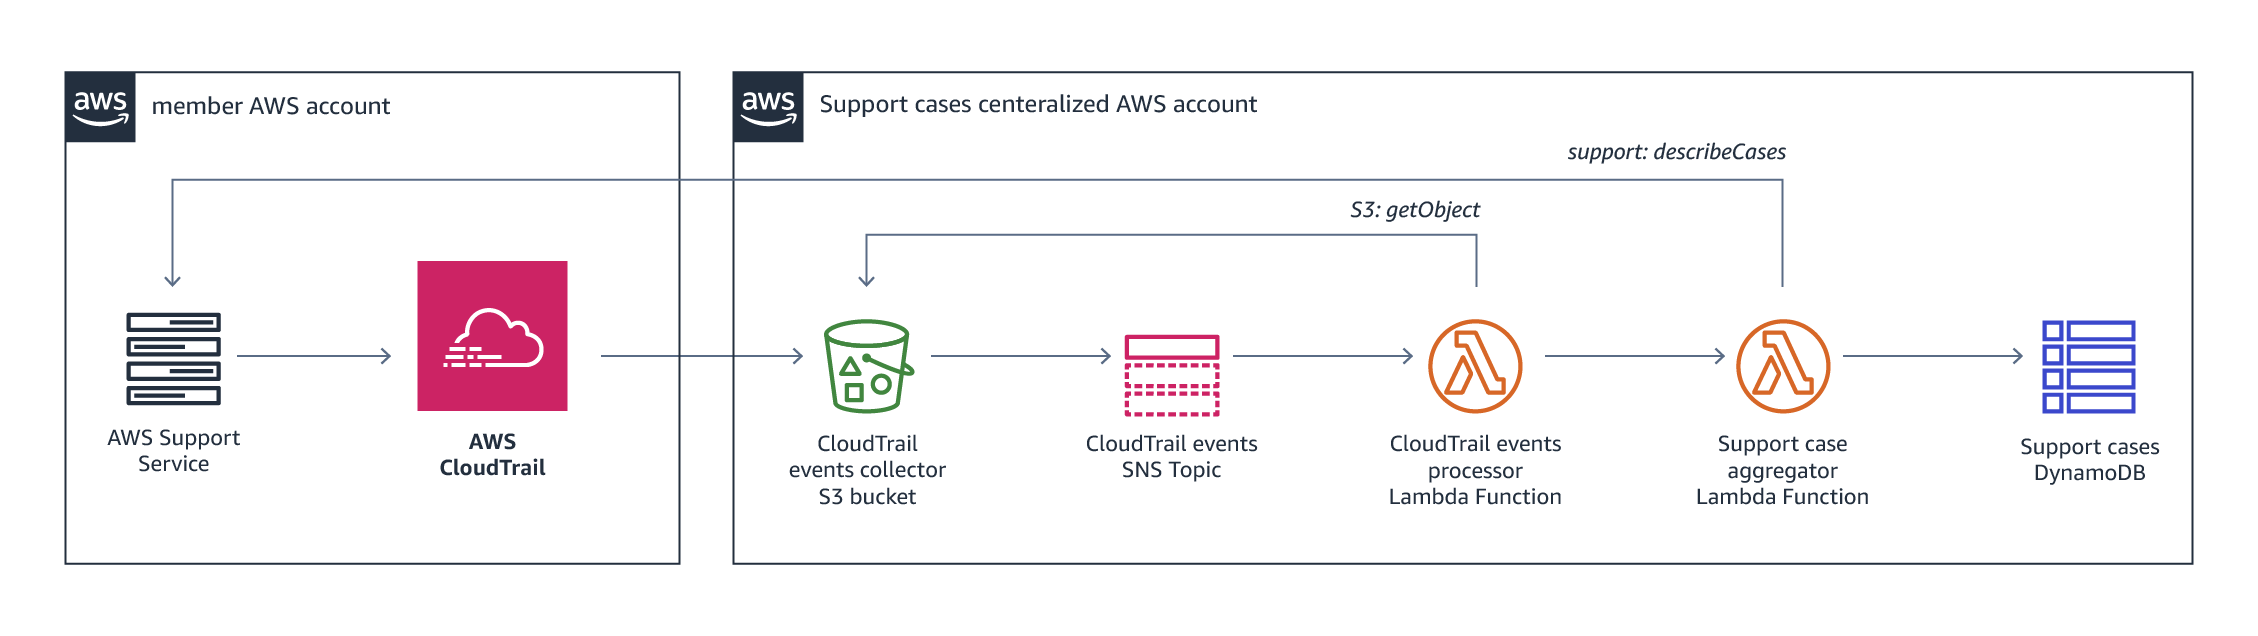 aws
member AWS account
aws
Support cases centeralized AWS account
support: describeCases
S3: getObject
AWS Support
Service
AWS
CloudTrail
CloudTrail
events collector
S3 bucket
CloudTrail events
SNS Topic
CloudTrail events
processor
Lambda Function
Support case
aggregator
Lambda Function
Support cases
DynamoDB